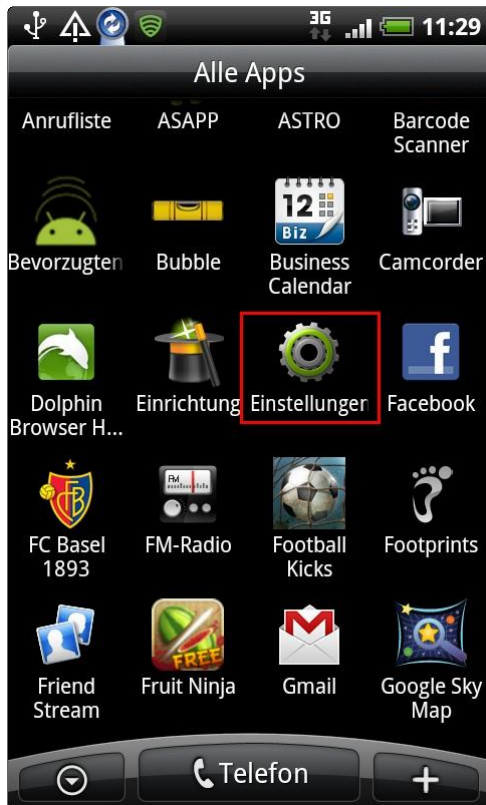 3G 11:29
Alle Apps
Anrufliste ASAPP ASTRO Barcode
Scanner
12
Biz
Bevorzugten Bubble Business Camcorder
Calendar
f
Dolphin Einrichtung Einstellungen Facebook
Browser H...
FCB
FM
FC Basel FM-Radio Football Footprints
1893 Kicks
FREE
Friend Fruit Ninja Gmail Google Sky
Stream Map
Telefon